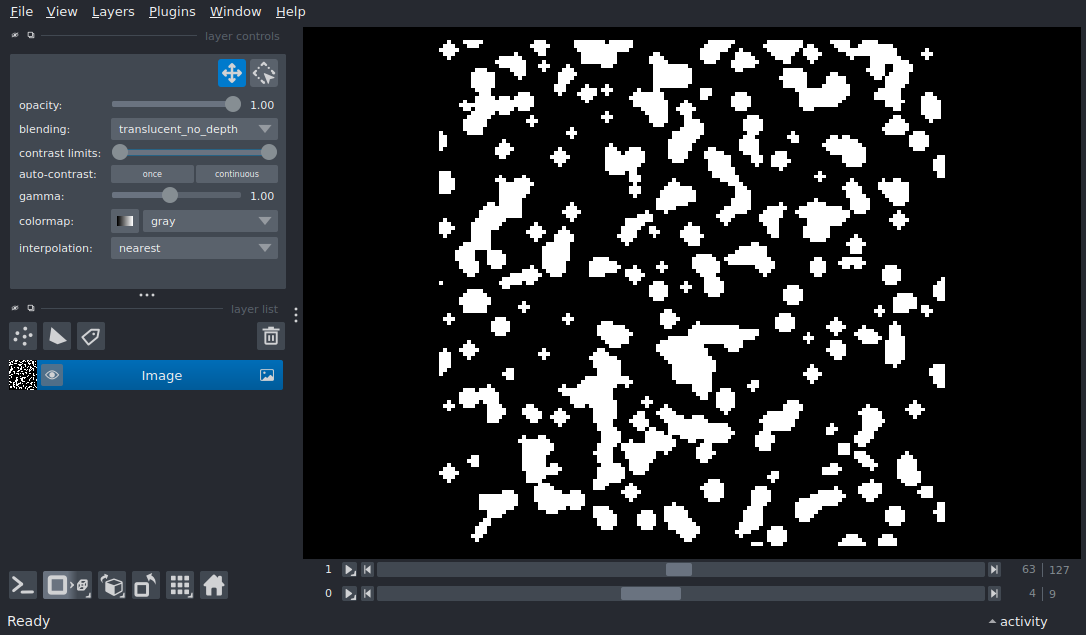 File View Layers Plugins Window Help
layer controls
opacity: 1.00
blending: translucent_no_depth
contrast limits:
auto-contrast: once continuous
gamma: 1.00
colormap: gray
interpolation: nearest
layer list
Image
1 63 127
0 4 9
Ready activity